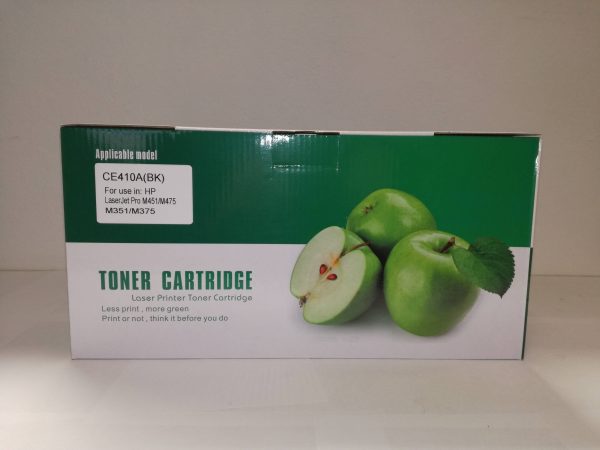 Applicable model
CE410A(BK)
For use in: HP
LaserJet Pro M451/M475
M351/M375
TONER CARTRIDGE
Laser Printer Toner Cartridge
Less print , more green
Print or not , think it before you do